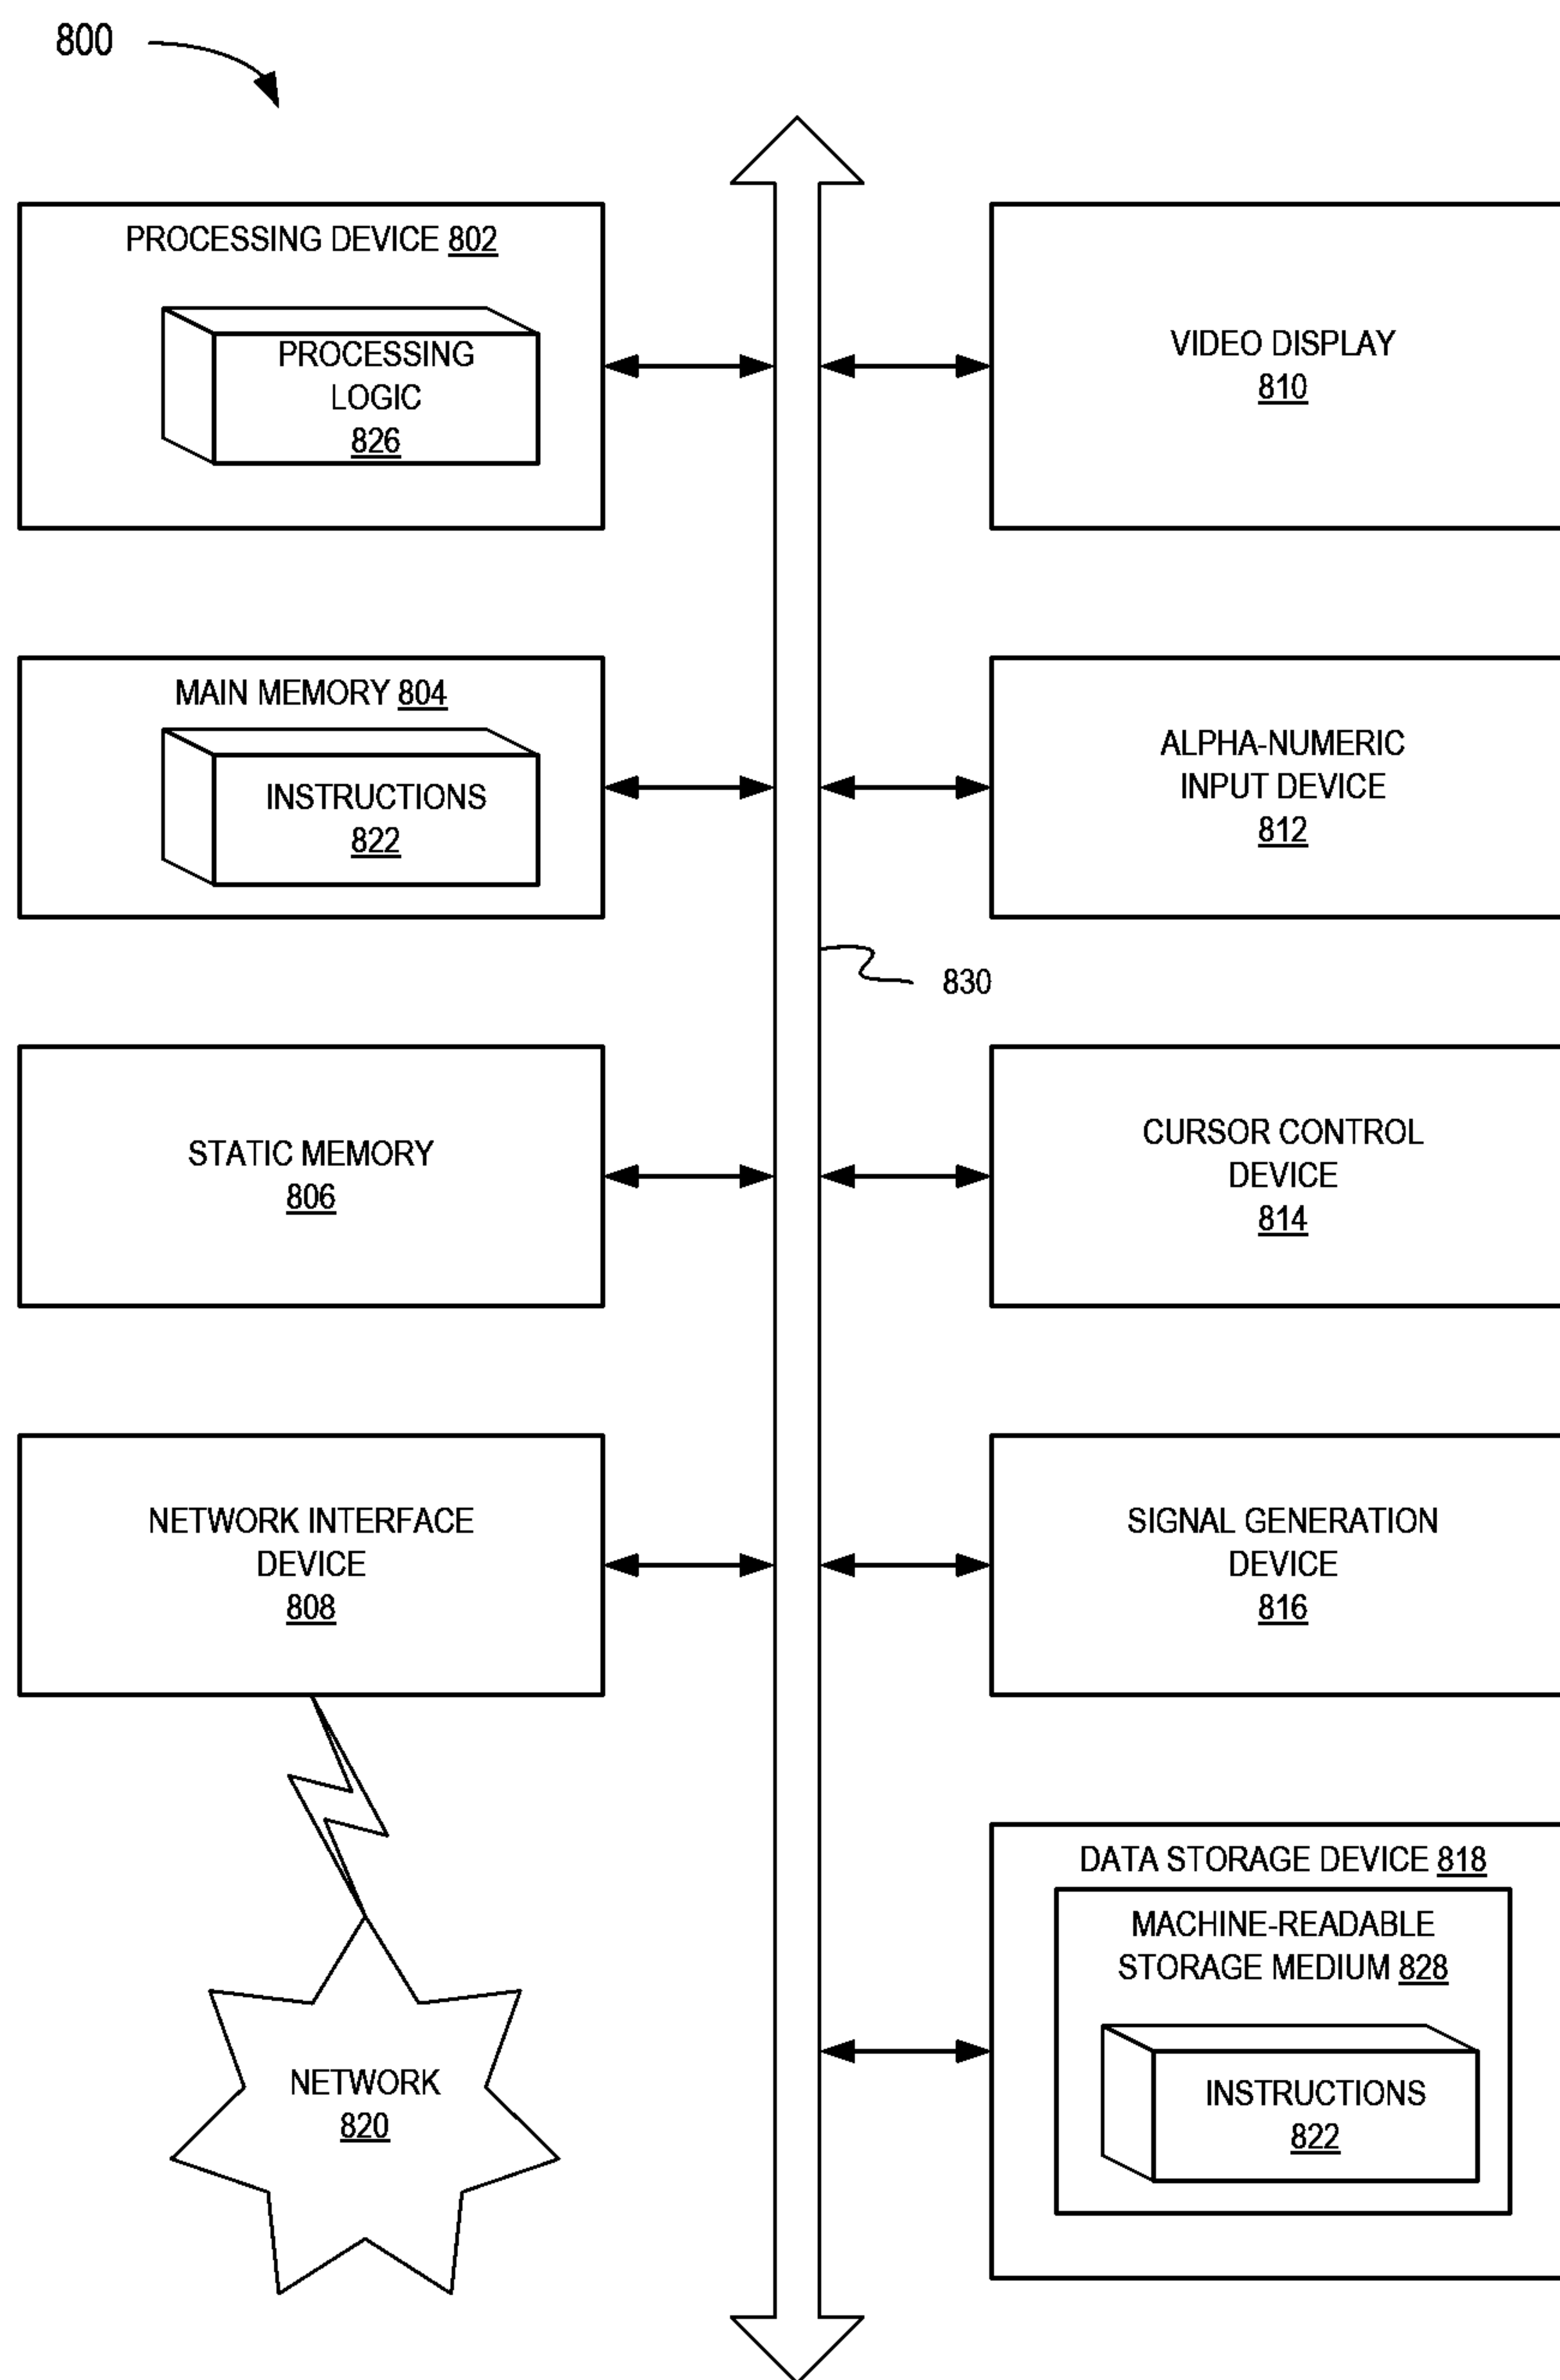 800
PROCESSING DEVICE 802
PROCESSING
LOGIC
826
VIDEO DISPLAY
810
MAIN MEMORY 804
INSTRUCTIONS
822
ALPHA-NUMERIC
INPUT DEVICE
812
830
STATIC MEMORY
806
CURSOR CONTROL
DEVICE
814
NETWORK INTERFACE
DEVICE
808
SIGNAL GENERATION
DEVICE
816
DATA STORAGE DEVICE 818
MACHINE-READABLE
STORAGE MEDIUM 828
INSTRUCTIONS
822
NETWORK
820